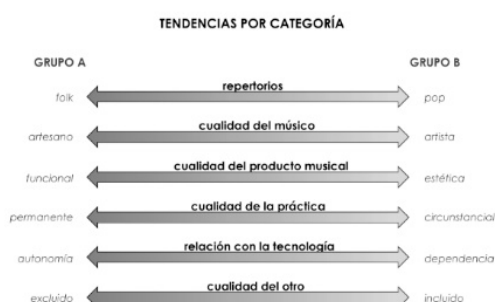 TENDENCIAS POR CATEGORÍA
GRUPO A GRUPO B
repertorios
folk pop
cualidad del músico
artesano artista
cualidad del producto musical
funcional estética
cualidad de la práctica
permanente circunstancial
relación con la tecnología
autonomía dependencia
cualidad del otro
excluido incluido